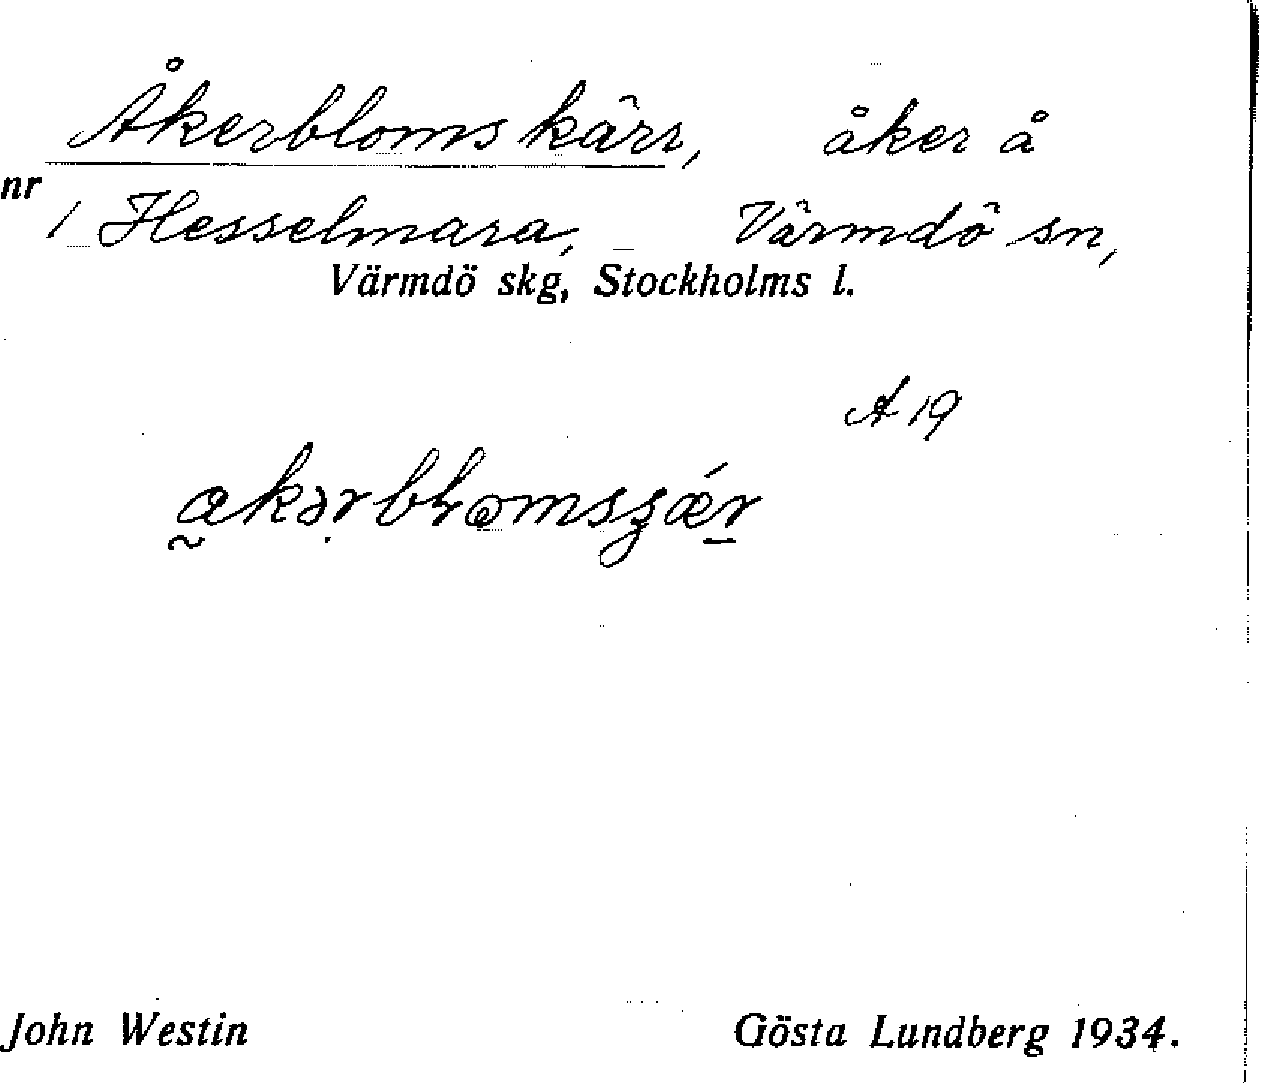 Åkerbloms kärr, åker å
nr
1 Hesselmara, Värmdö sn,
Värmdö skg, Stockholms l.
A 19
John Westin Gösta Lundberg 1934.